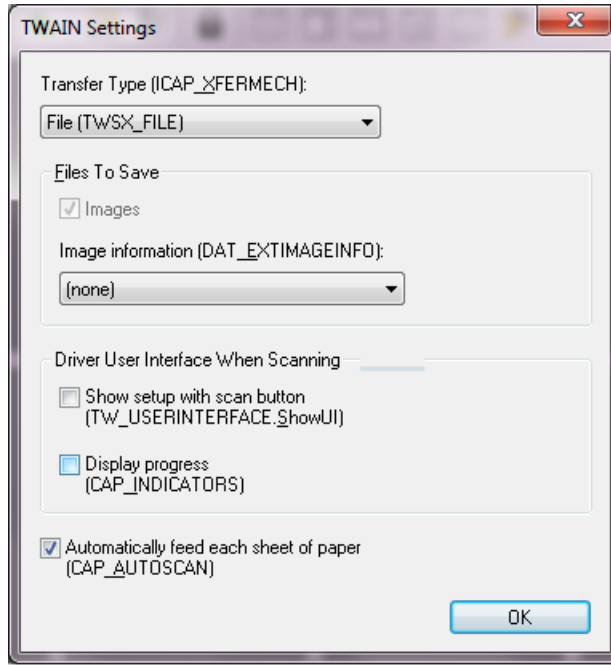 TWAIN Settings
Transfer Type (ICAP_XFERMECH):
File (TWSX_FILE)
Files To Save
Images
Image information (DAT_EXTIMAGEINFO):
(none)
Driver User Interface When Scanning
Show setup with scan button
(TW_USERINTERFACE.ShowUI)
Display progress
(CAP_INDICATORS)
Automatically feed each sheet of paper
(CAP_AUTOSCAN)
OK